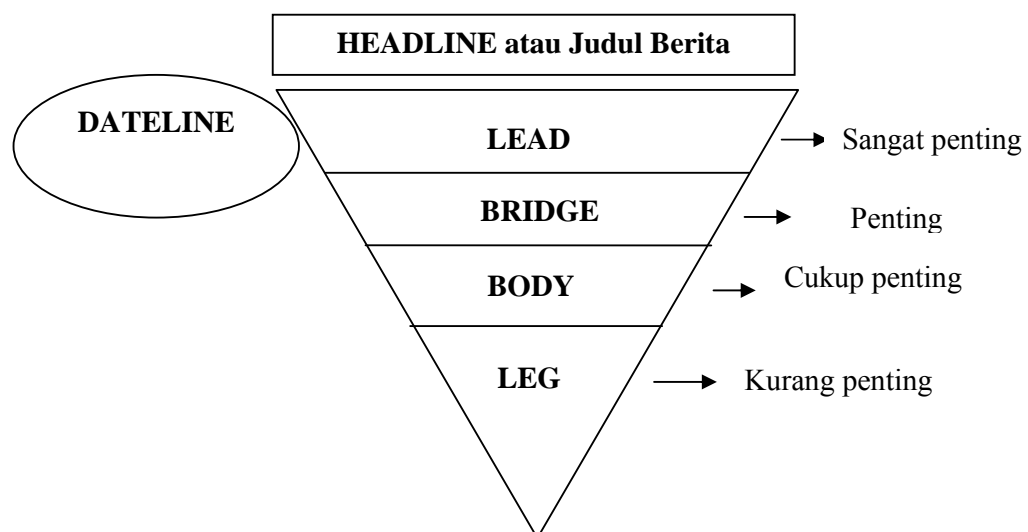 HEADLINE atau Judul Berita
DATELINE
LEAD
Sangat penting
BRIDGE
Penting
BODY
Cukup penting
LEG
Kurang penting